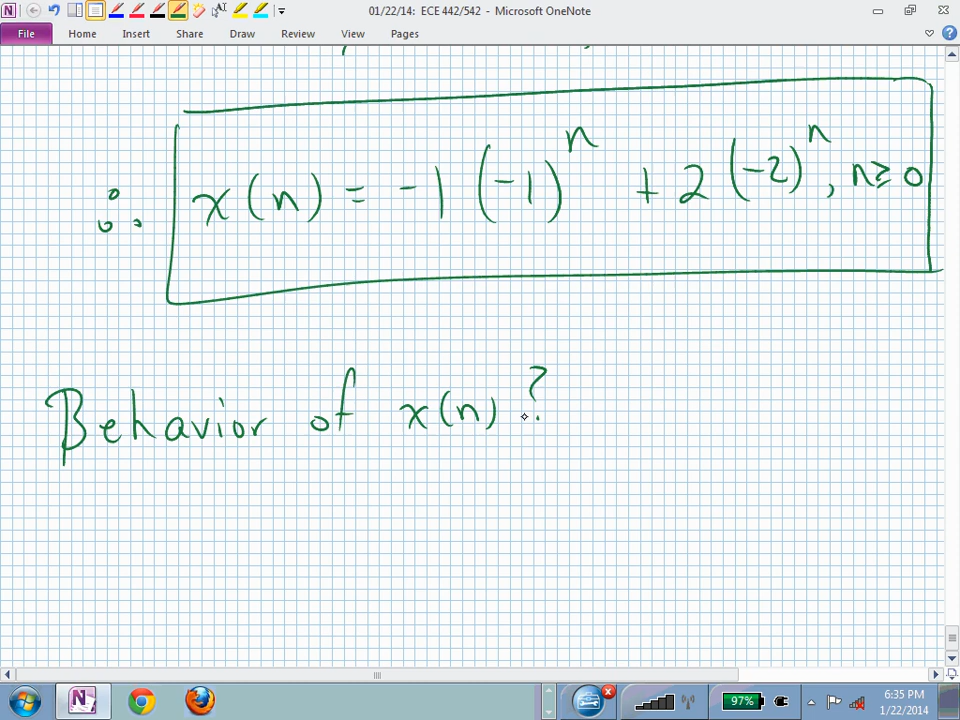 01/22/14: ECE 442/542 - Microsoft OneNote
File Home Insert Share Draw Review View Pages
∴ x(n) = -1(-1)^n + 2(-2)^n, n≥0
Behavior of x(n)?
97%
6:35 PM
1/22/2014